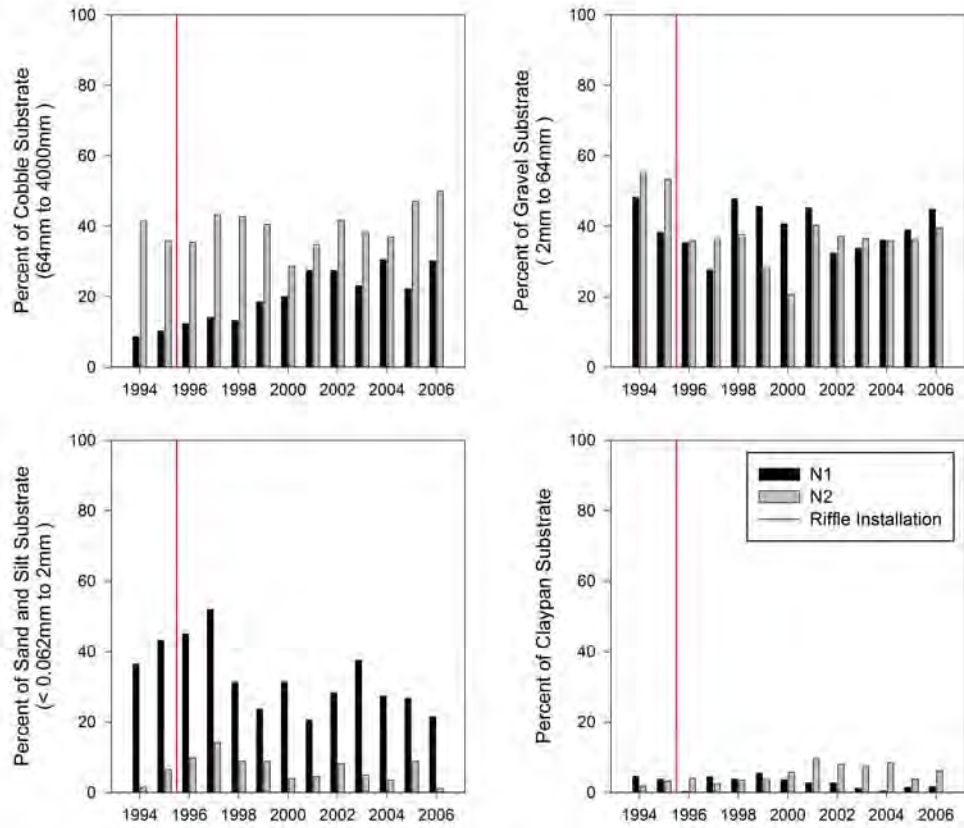 Percent of Cobble Substrate
(64mm to 4000mm)
100
80
60
40
20
0
1994 1996 1998 2000 2002 2004 2006
Percent of Gravel Substrate
( 2mm to 64mm )
100
80
60
40
20
0
1994 1996 1998 2000 2002 2004 2006
Percent of Sand and Silt Substrate
(< 0.062mm to 2mm )
100
80
60
40
20
0
1994 1996 1998 2000 2002 2004 2006
Percent of Claypan Substrate
100
80
60
40
20
0
1994 1996 1998 2000 2002 2004 2006
N1
N2
Riffle Installation